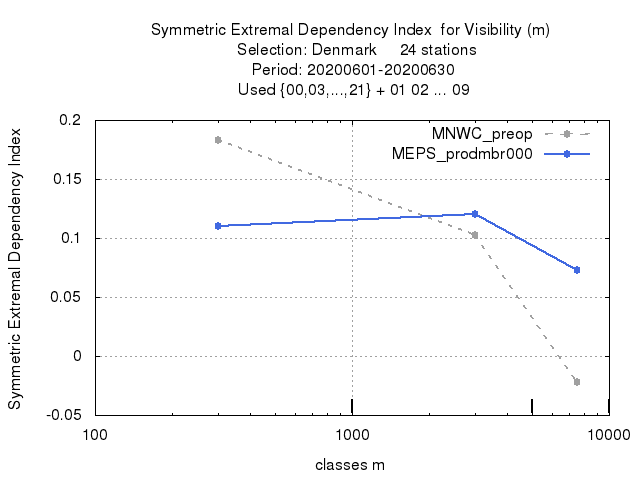 Symmetric Extremal Dependency Index  for Visibility (m)
Selection: Denmark     24 stations
Period: 20200601-20200630
Used {00,03,...,21} + 01 02 ... 09
MNWC_preop
MEPS_prodmbr000
Symmetric Extremal Dependency Index
0.2
0.15
0.1
0.05
0
-0.05
100
1000
10000
classes m